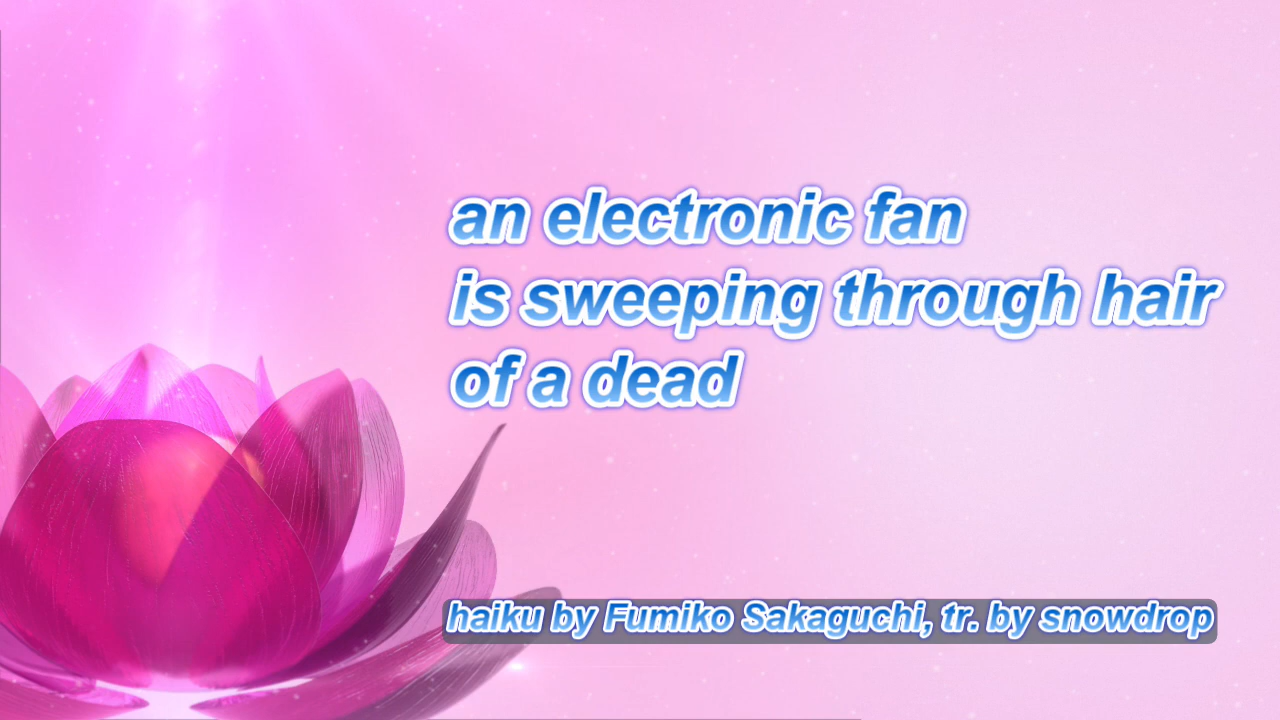 an electronic fan
is sweeping through hair
of a dead
haiku by Fumiko Sakaguchi, tr. by snowdrop